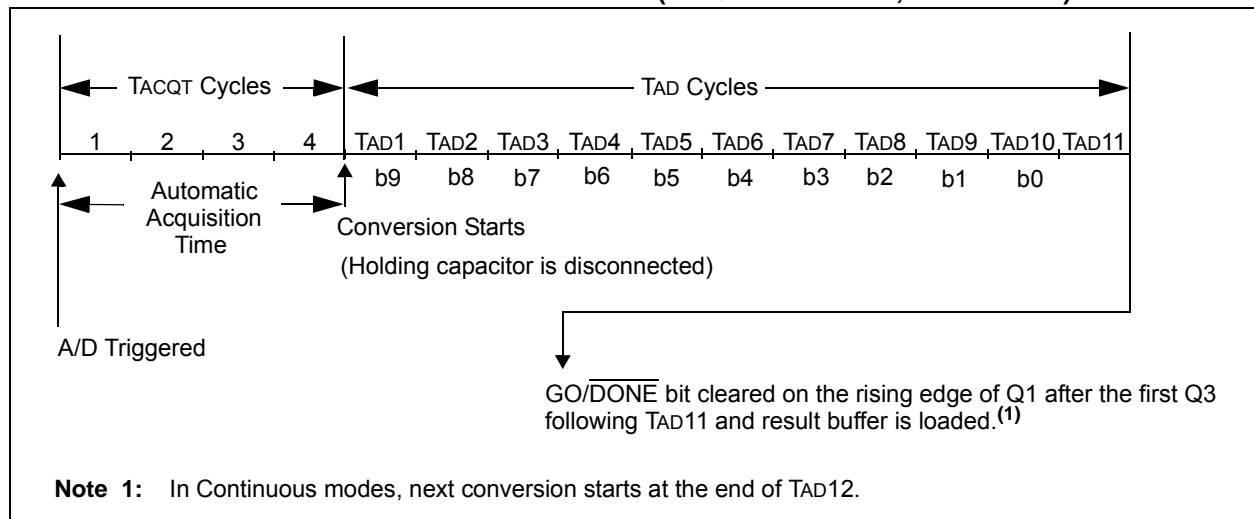 TACQT Cycles
TAD Cycles
1 2 3 4 TAD1 TAD2 TAD3 TAD4 TAD5 TAD6 TAD7 TAD8 TAD9 TAD10 TAD11
b9 b8 b7 b6 b5 b4 b3 b2 b1 b0
Automatic
Acquisition
Time
Conversion Starts
(Holding capacitor is disconnected)
A/D Triggered
GO/DONE bit cleared on the rising edge of Q1 after the first Q3
following TAD11 and result buffer is loaded.(1)
Note 1: In Continuous modes, next conversion starts at the end of TAD12.